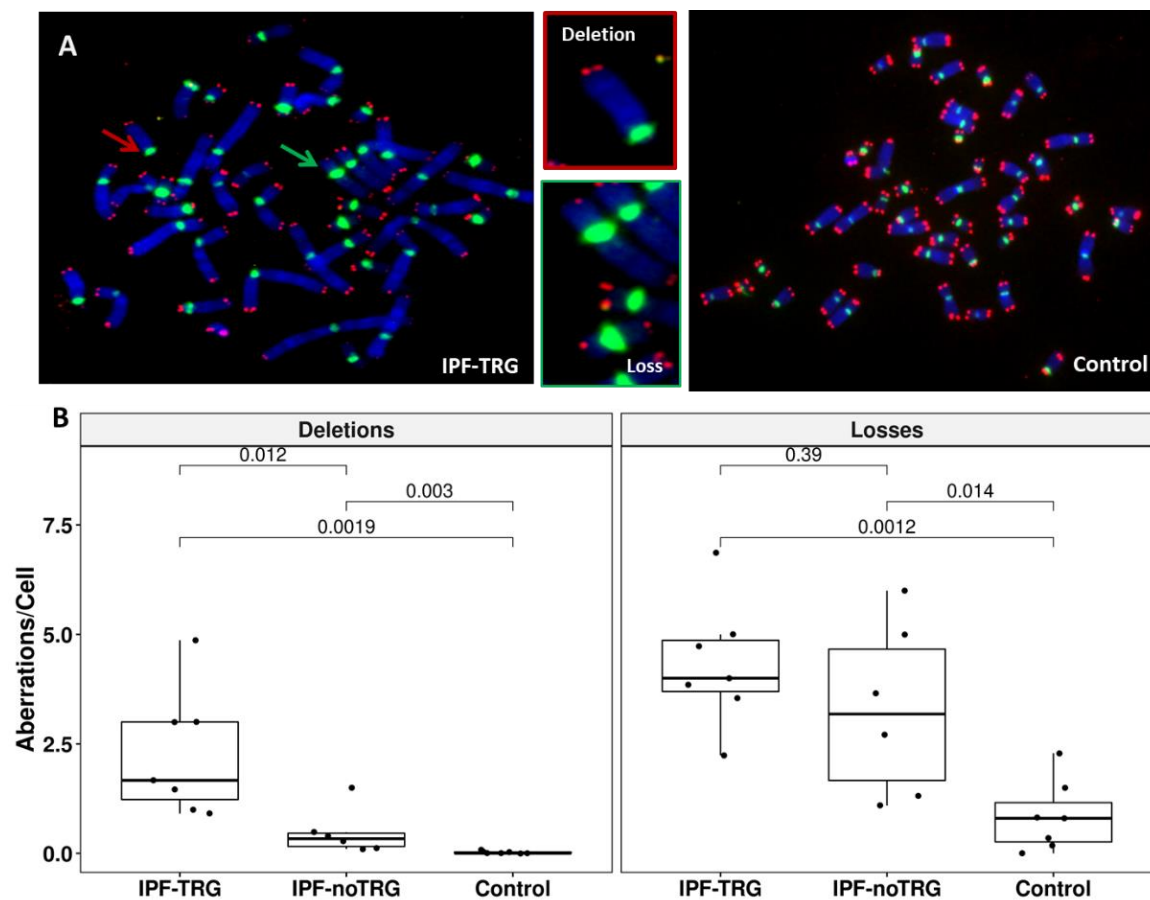 A
IPF-TRG
Deletion
Loss
Control
B
Deletions
Losses
0.012
0.003
0.0019
0.39
0.014
0.0012
Aberrations/Cell
7.5
5.0
2.5
0.0
IPF-TRG IPF-noTRG Control
IPF-TRG IPF-noTRG Control